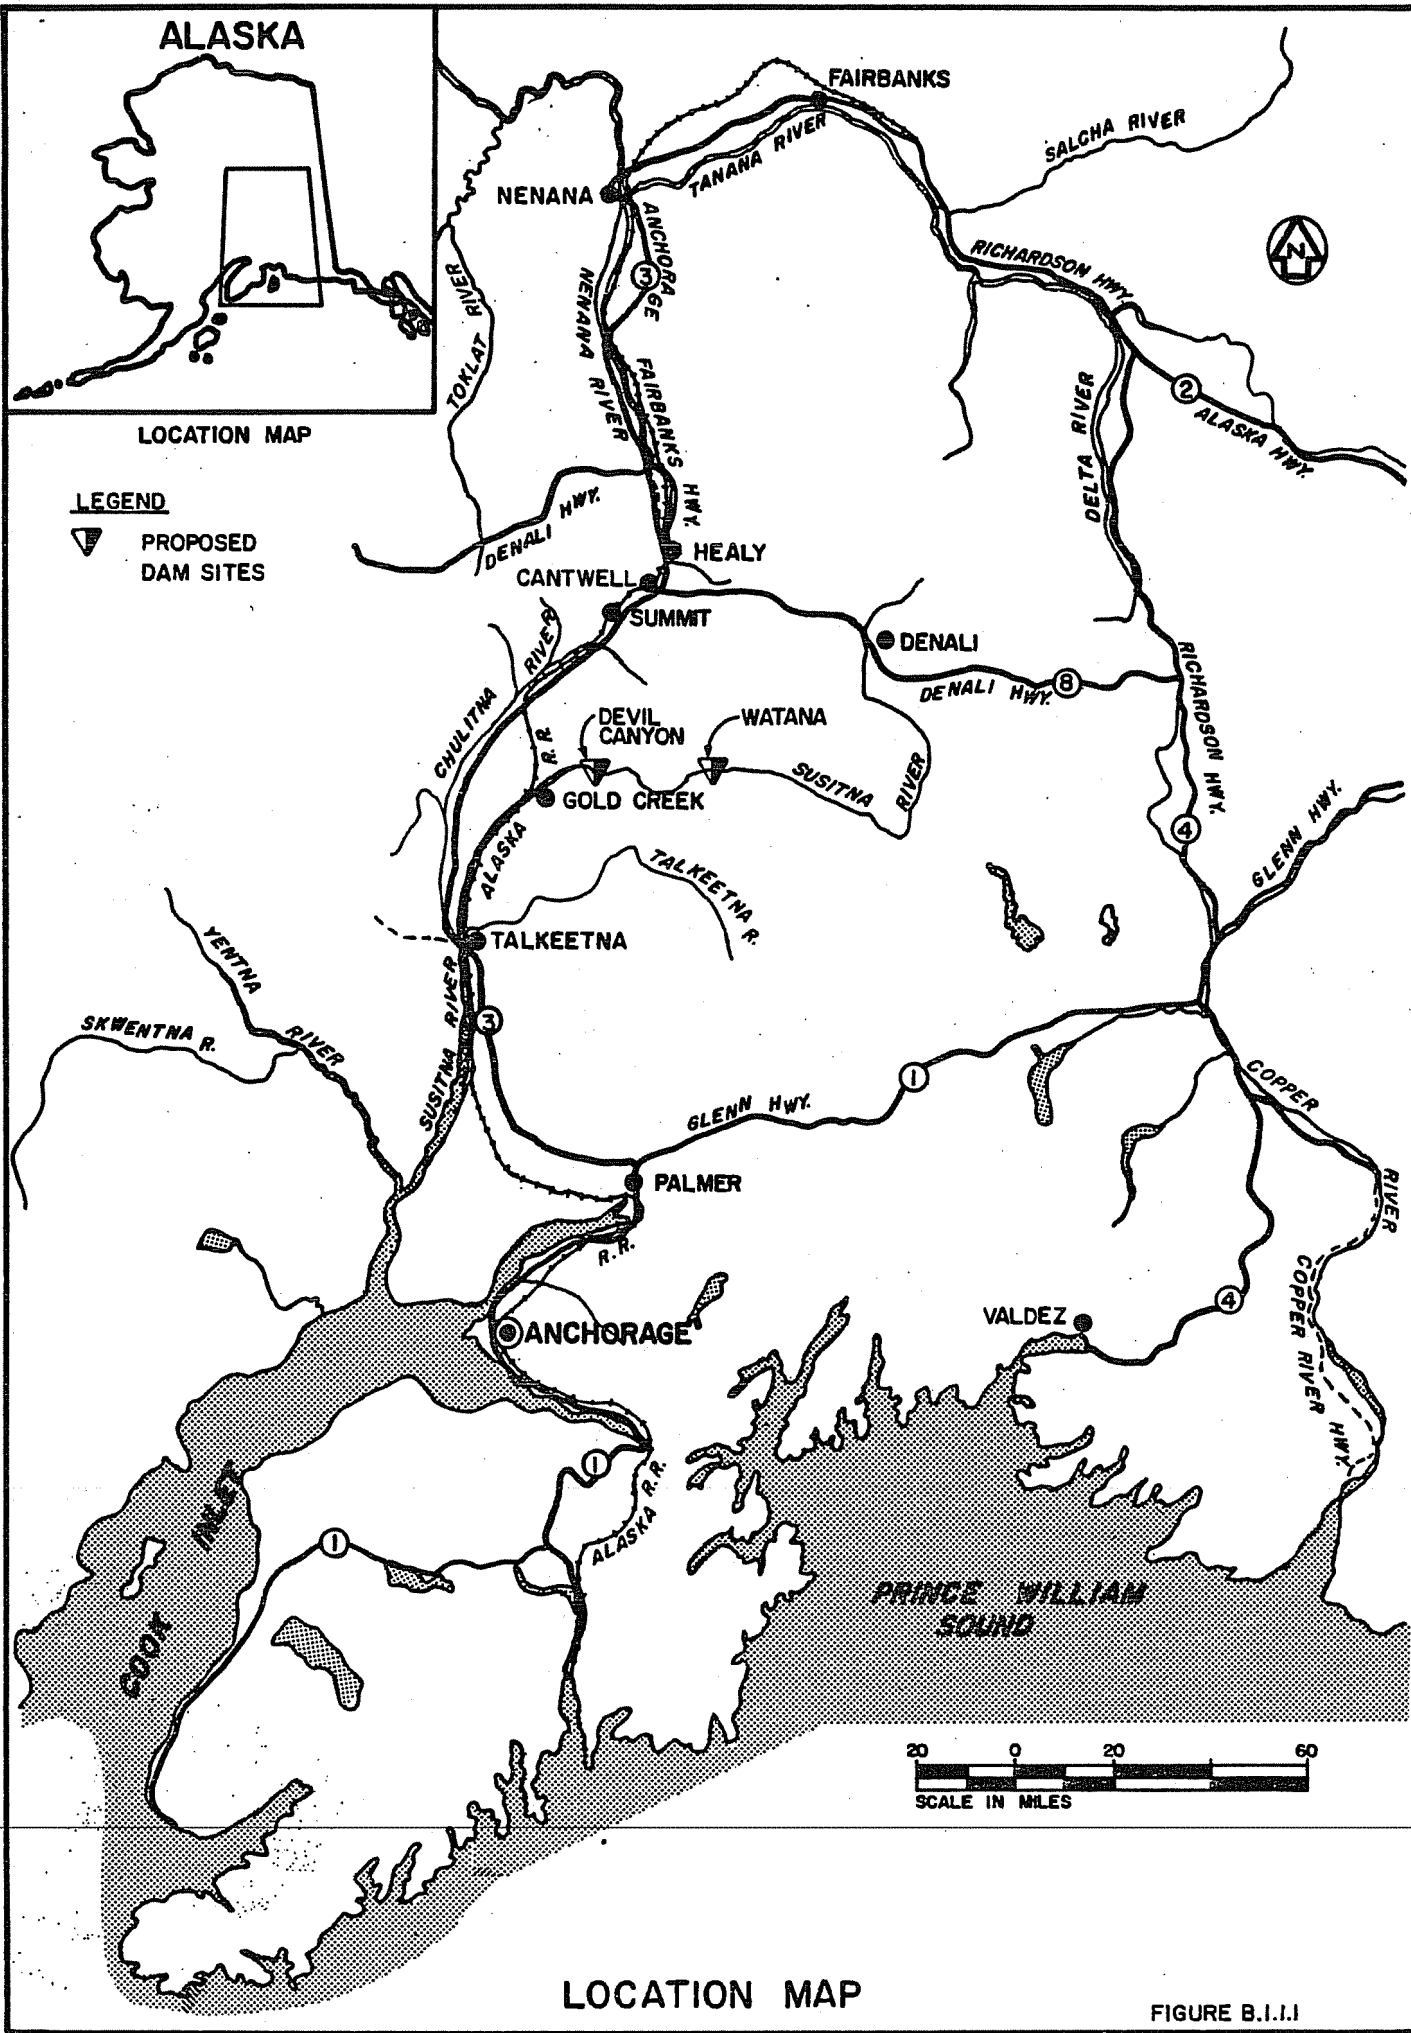 ALASKA
LOCATION MAP
LEGEND
PROPOSED
DAM SITES
FAIRBANKS
TANANA RIVER
SALCHA RIVER
NENANA
N
ANCHORAGE
3
RICHARDSON HWY.
TOKLAT RIVER
NENANA RIVER
FAIRBANKS HWY.
DELTA RIVER
2
ALASKA HWY.
DENALI HWY.
HEALY
CANTWELL
SUMMIT
DENALI
DENALI HWY.
8
RICHARDSON HWY.
CHULITNA RIVER
R.R.
DEVIL
CANYON
WATANA
SUSITNA RIVER
GOLD CREEK
ALASKA
4
GLENN HWY.
TALKEETNA R.
TALKEETNA
YENTNA RIVER
SKWENTNA R.
SUSITNA RIVER
3
1
GLENN HWY.
COPPER RIVER
PALMER
R.R.
COPPER RIVER HWY.
4
VALDEZ
ANCHORAGE
1
ALASKA R.R.
COOK INLET
1
PRINCE WILLIAM
SOUND
20 0 20 60
SCALE IN MILES
LOCATION MAP
FIGURE B.1.1.1